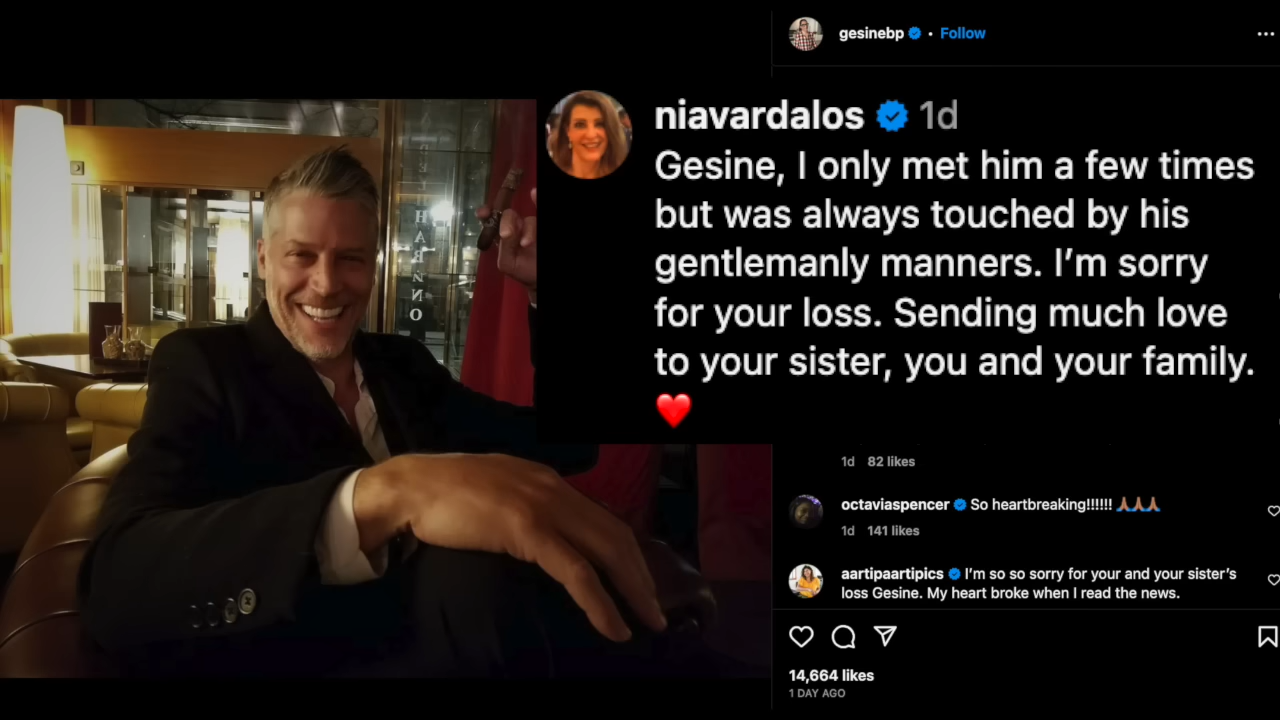 gesinebp • Follow
niavardalos 1d
Gesine, I only met him a few times
but was always touched by his
gentlemanly manners. I’m sorry
for your loss. Sending much love
to your sister, you and your family.
❤️
1d 82 likes
octaviaspencer So heartbreaking!!!!!! 🙏🏽🙏🏽🙏🏽
1d 141 likes
aartipaartipics I’m so so sorry for your and your sister’s
loss Gesine. My heart broke when I read the news.
14,664 likes
1 DAY AGO